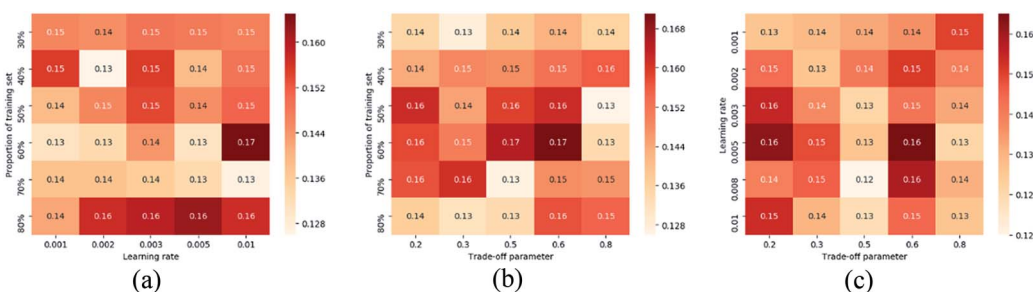 30% 0.15 0.14 0.15 0.15 0.15
40% 0.15 0.13 0.15 0.14 0.15
50% 0.14 0.15 0.15 0.14 0.15
60% 0.13 0.13 0.14 0.13 0.17
70% 0.14 0.14 0.14 0.13 0.13
80% 0.14 0.16 0.16 0.16 0.16
0.001 0.002 0.003 0.005 0.01
Learning rate
Proportion of training set
0.160
0.152
0.144
0.136
0.128
(a)
30% 0.14 0.13 0.14 0.14 0.14
40% 0.14 0.15 0.15 0.15 0.16
50% 0.16 0.14 0.16 0.16 0.13
60% 0.16 0.15 0.17 0.17 0.13
70% 0.16 0.16 0.13 0.15 0.15
80% 0.14 0.13 0.13 0.16 0.15
0.2 0.3 0.5 0.6 0.8
Trade-off parameter
Proportion of training set
0.168
0.160
0.152
0.144
0.136
0.128
(b)
0.001 0.13 0.14 0.14 0.14 0.15
0.002 0.15 0.13 0.14 0.15 0.14
0.003 0.16 0.14 0.13 0.15 0.14
0.005 0.16 0.15 0.13 0.16 0.13
0.008 0.14 0.15 0.12 0.16 0.14
0.01 0.15 0.14 0.13 0.15 0.13
0.2 0.3 0.5 0.6 0.8
Trade-off parameter
Learning rate
0.16
0.15
0.14
0.13
0.12
(c)